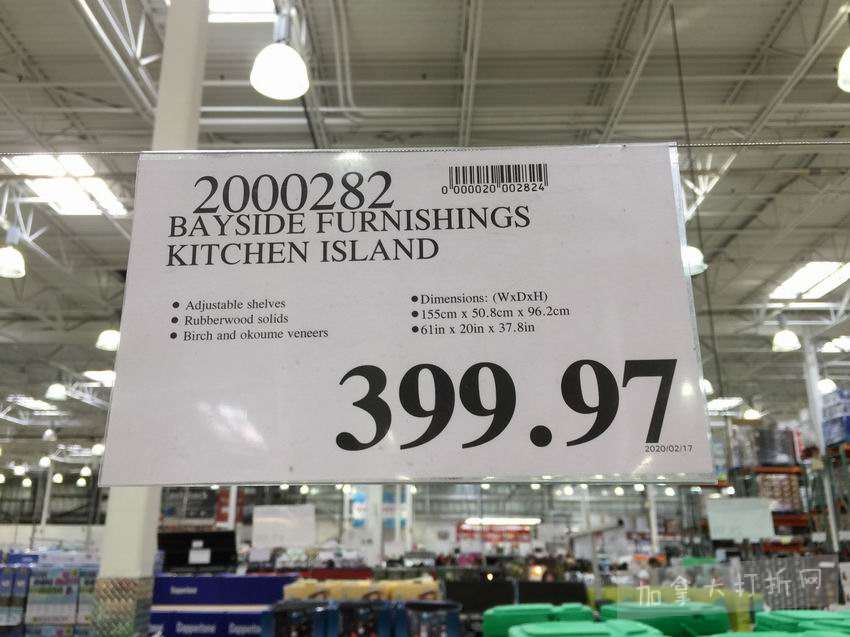 2000282
0 000020 002824
BAYSIDE FURNISHINGS
KITCHEN ISLAND
● Adjustable shelves
● Rubberwood solids
● Birch and okoume veneers
●Dimensions: (WxDxH)
●155cm x 50.8cm x 96.2cm
●61in x 20in x 37.8in
399.97
2020/02/17
Coppertone
Coppertone
加拿大打折网